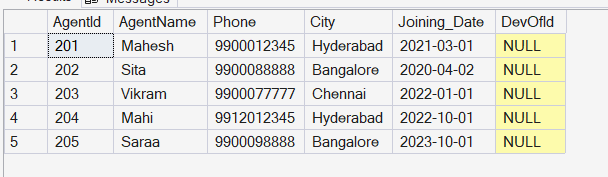 Results Messages
AgentId AgentName Phone City Joining_Date DevOfId
1 201 Mahesh 9900012345 Hyderabad 2021-03-01 NULL
2 202 Sita 9900088888 Bangalore 2020-04-02 NULL
3 203 Vikram 9900077777 Chennai 2022-01-01 NULL
4 204 Mahi 9912012345 Hyderabad 2022-10-01 NULL
5 205 Saraa 9900098888 Bangalore 2023-10-01 NULL